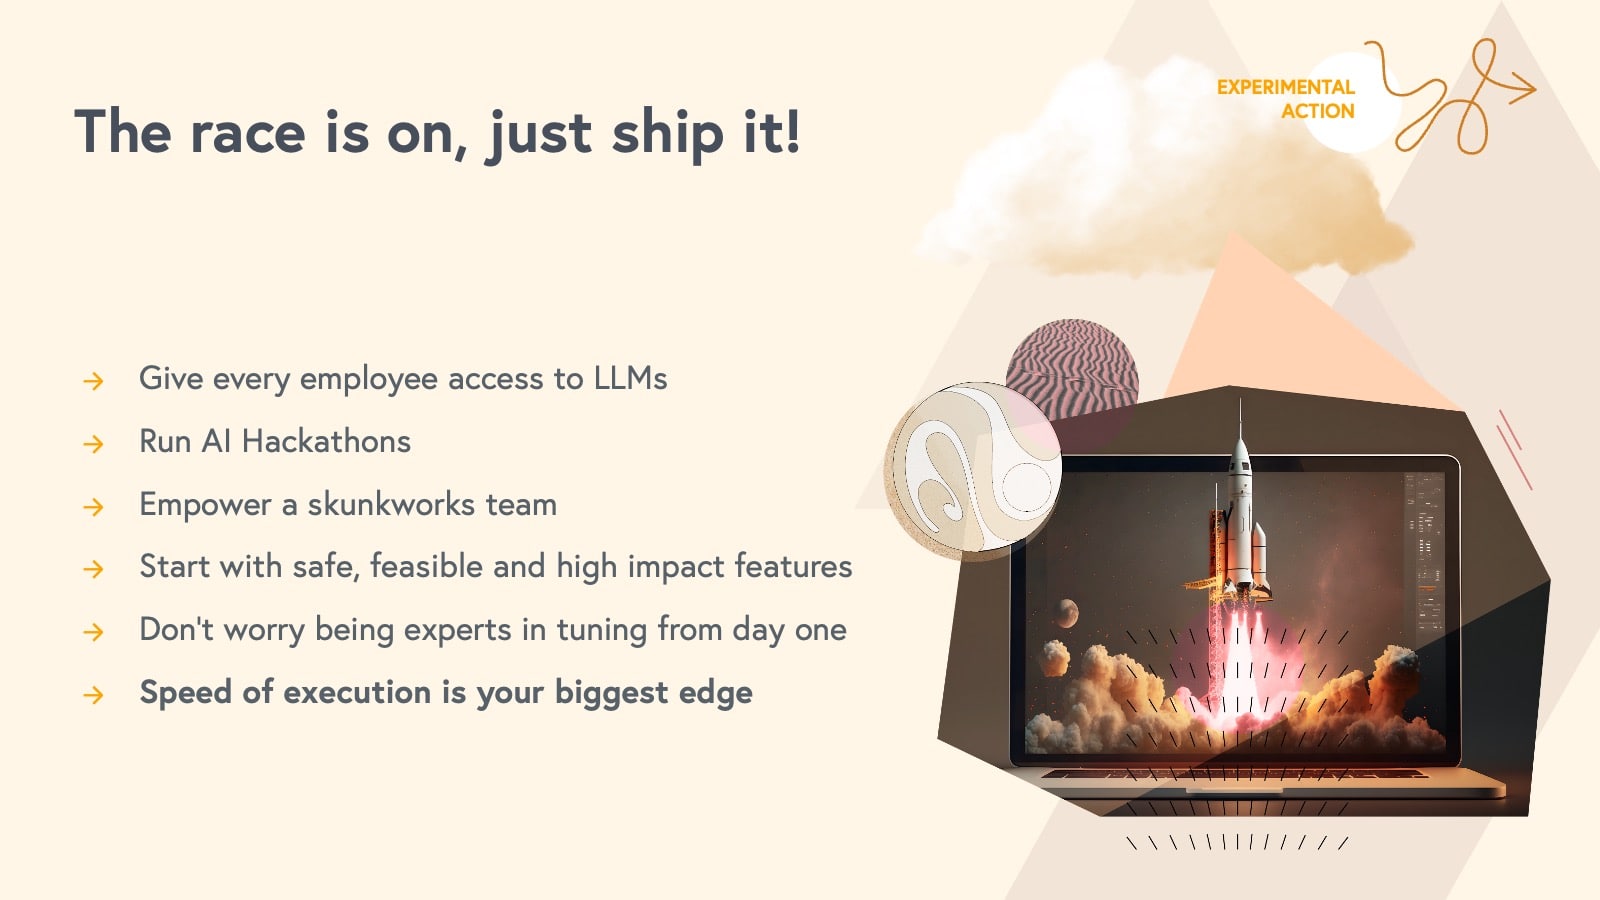 EXPERIMENTAL
ACTION
The race is on, just ship it!
→ Give every employee access to LLMs
→ Run AI Hackathons
→ Empower a skunkworks team
→ Start with safe, feasible and high impact features
→ Don't worry being experts in tuning from day one
→ Speed of execution is your biggest edge